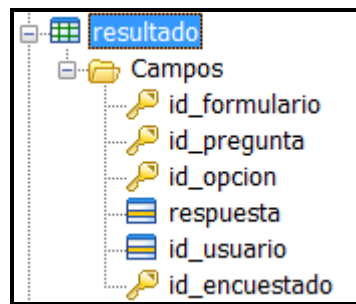 resultado
Campos
id_formulario
id_pregunta
id_opcion
respuesta
id_usuario
id_encuestado